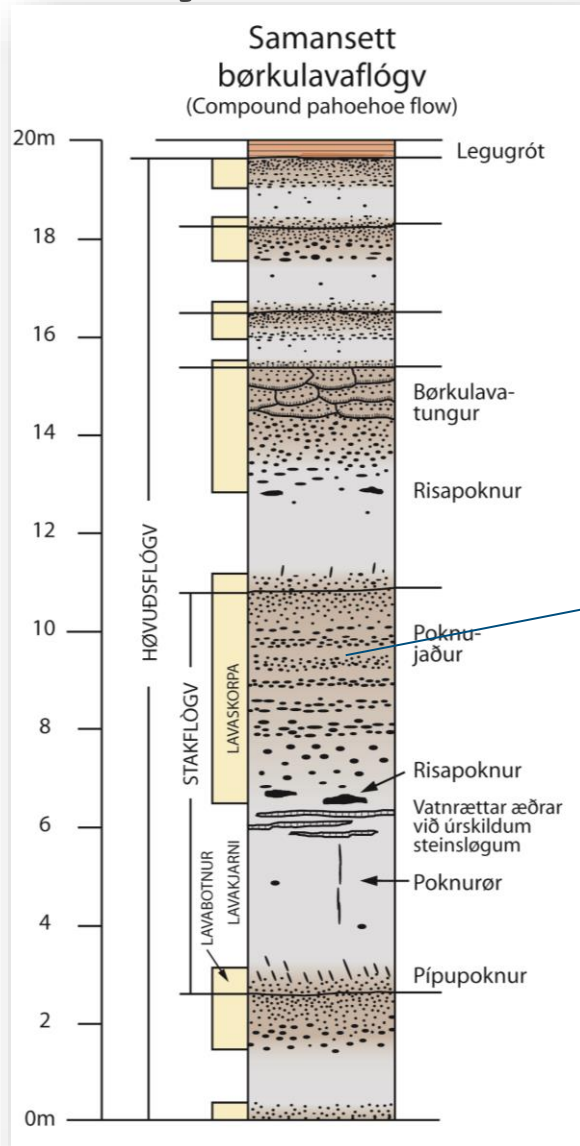 Samansett
børkulavaflógv
(Compound pahoehoe flow)
20m
Legugrót
18
16
Børkulava-
tungur
14
Risapoknur
12
HØVUÐSFLÓGV
10
Poknu-
jaður
LAVASKORPA
STAKFLÒGV
8
Risapoknur
Vatnrættar æðrar
við úrskildum
steinsløgum
6
Poknurør
LAVABOTNUR
LAVAKJARNI
4
Pípupoknur
2
0m